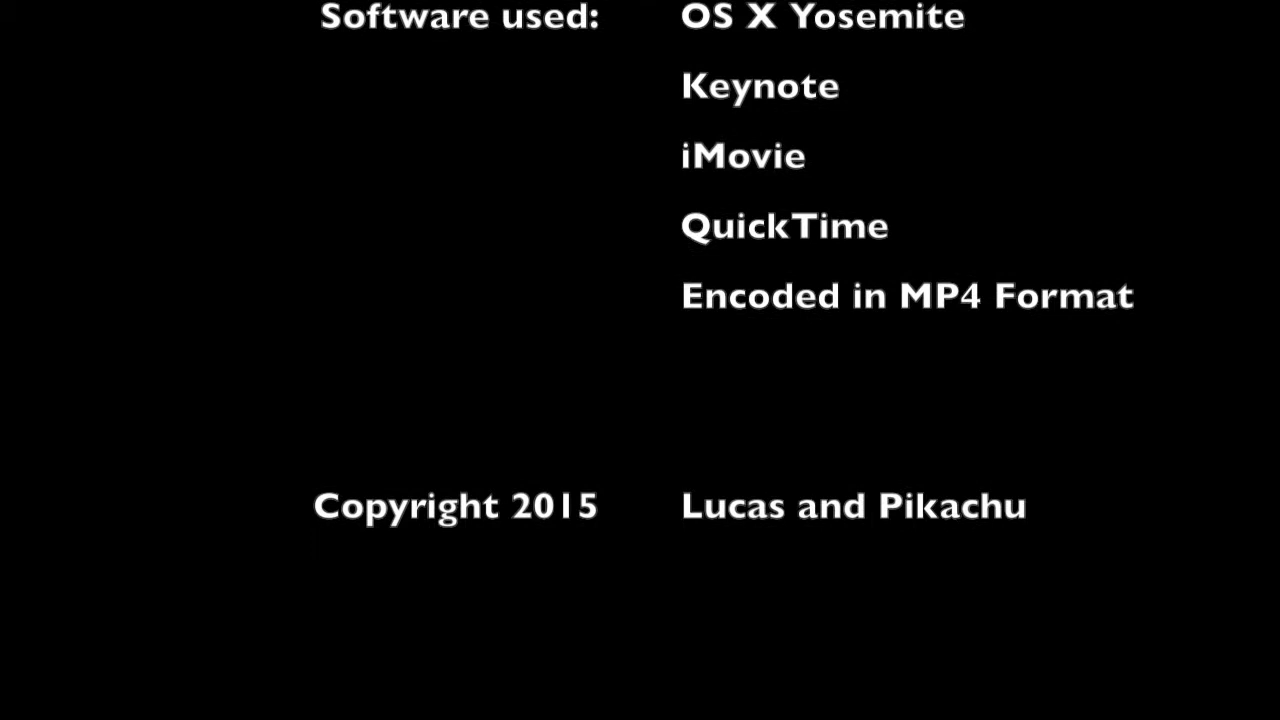 Software used: OS X Yosemite
Keynote
iMovie
QuickTime
Encoded in MP4 Format
Copyright 2015 Lucas and Pikachu